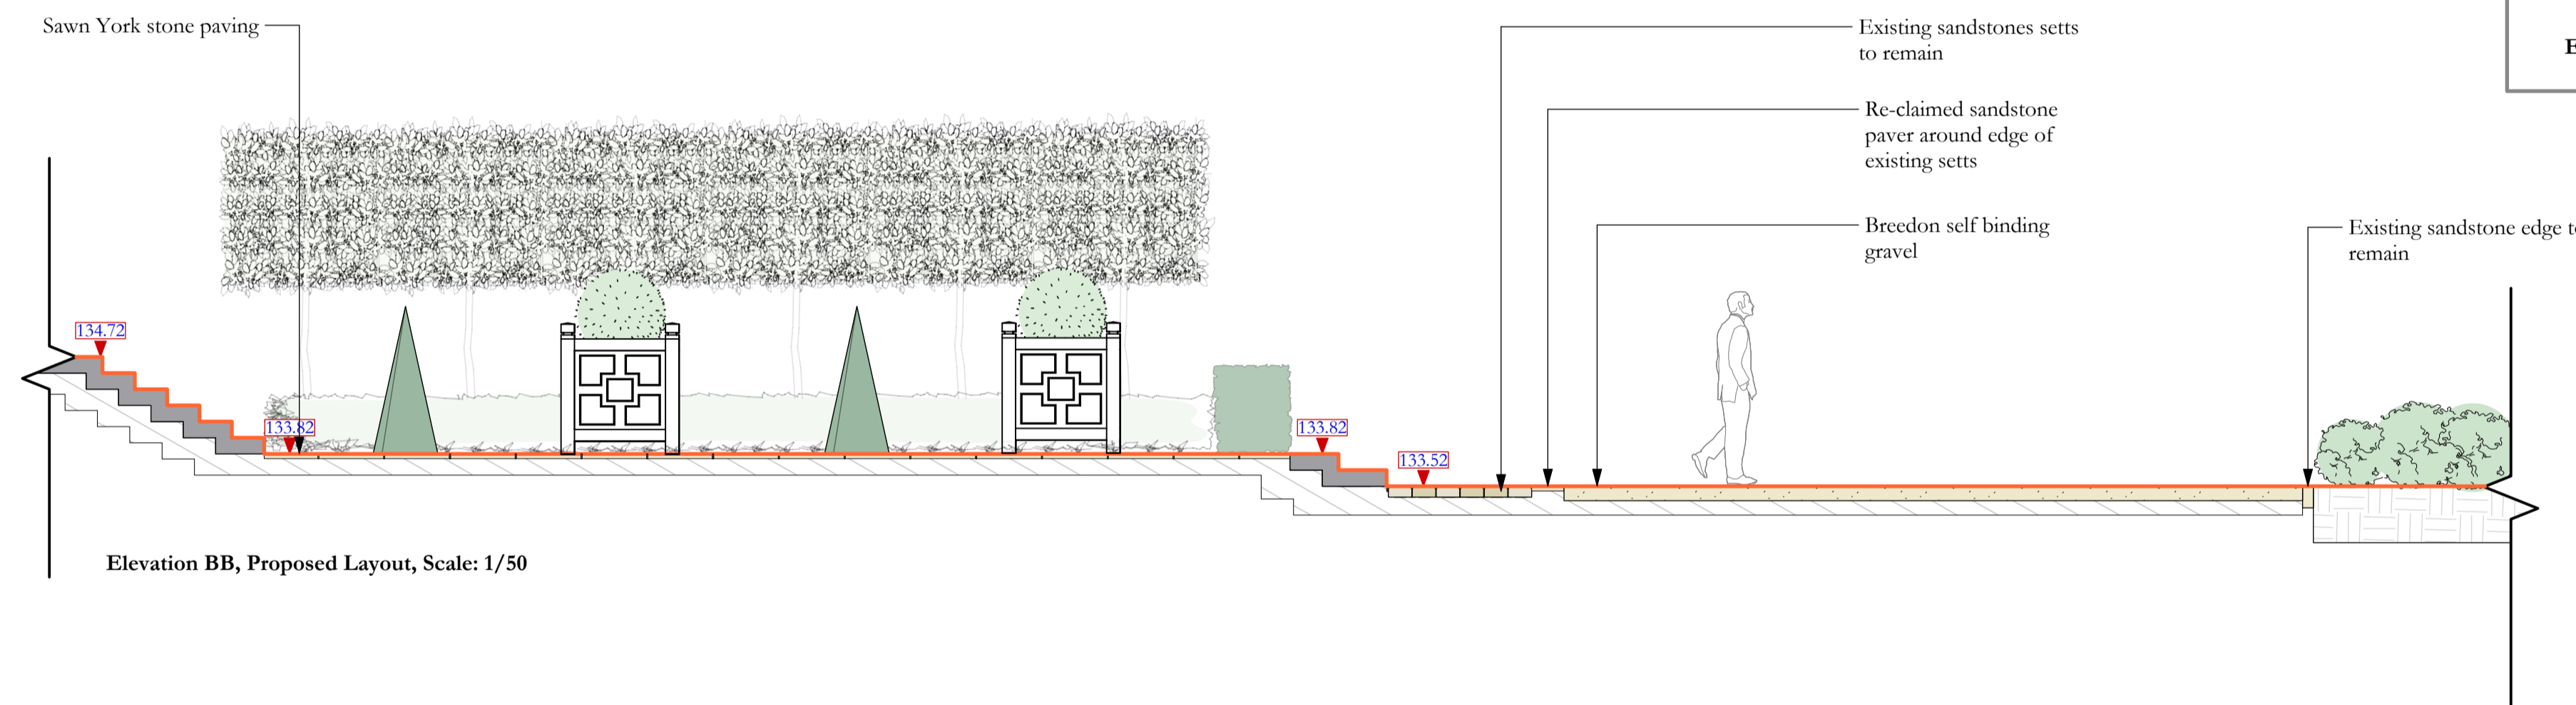 Sawn York stone paving
Existing sandstones setts
to remain
Re-claimed sandstone
paver around edge of
existing setts
Breedon self binding
gravel
Existing sandstone edge
remain
134.72
133.82
133.82
133.52
Elevation BB, Proposed Layout, Scale: 1/50